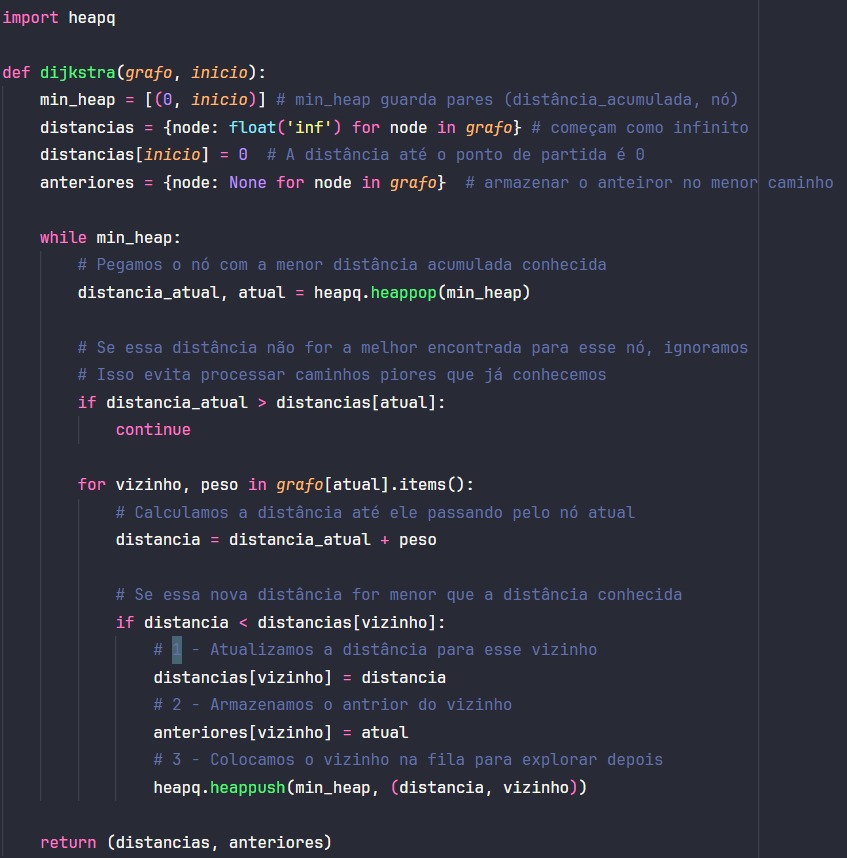 import heapq
def dijkstra(grafo, inicio):
min_heap = [(0, inicio)] # min_heap guarda pares (distância_acumulada, nó)
distancias = {node: float('inf') for node in grafo} # começam como infinito
distancias[inicio] = 0  # A distância até o ponto de partida é 0
anteriores = {node: None for node in grafo}  # armazenar o anteiror no menor caminho
while min_heap:
# Pegamos o nó com a menor distância acumulada conhecida
distancia_atual, atual = heapq.heappop(min_heap)
# Se essa distância não for a melhor encontrada para esse nó, ignoramos
# Isso evita processar caminhos piores que já conhecemos
if distancia_atual > distancias[atual]:
continue
for vizinho, peso in grafo[atual].items():
# Calculamos a distância até ele passando pelo nó atual
distancia = distancia_atual + peso
# Se essa nova distância for menor que a distância conhecida
if distancia < distancias[vizinho]:
# 1 - Atualizamos a distância para esse vizinho
distancias[vizinho] = distancia
# 2 - Armazenamos o antrior do vizinho
anteriores[vizinho] = atual
# 3 - Colocamos o vizinho na fila para explorar depois
heapq.heappush(min_heap, (distancia, vizinho))
return (distancias, anteriores)